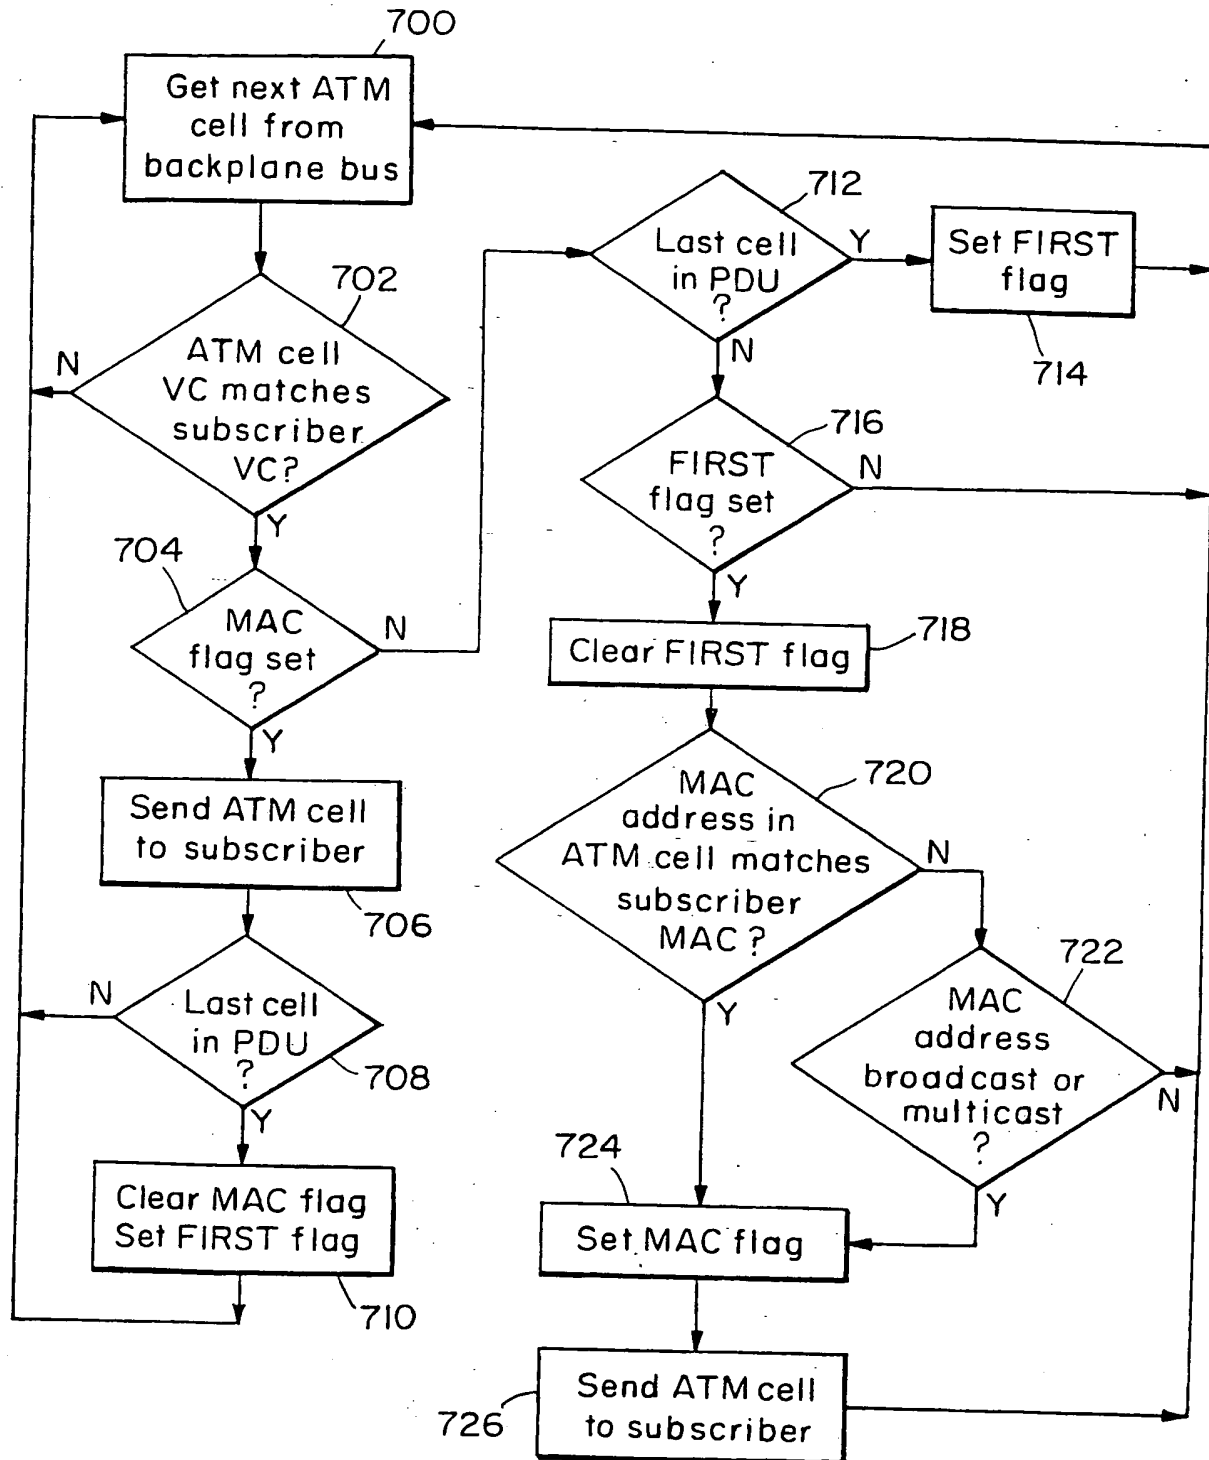 700
Get next ATM
cell from
backplane bus
702
N
ATM cell
VC matches
subscriber
VC?
Y
704
MAC
flag set
?
N
Y
Send ATM cell
to subscriber
706
N
Last cell
in PDU
?
708
Y
Clear MAC flag
Set FIRST flag
710
712
Last cell
in PDU
?
Y
N
Set FIRST
flag
714
716
FIRST
flag set
?
N
Y
Clear FIRST flag
718
720
MAC
address in
ATM cell matches
subscriber
MAC?
N
Y
722
MAC
address
broadcast or
multicast
?
N
Y
724
Set MAC flag
Send ATM cell
to subscriber
726